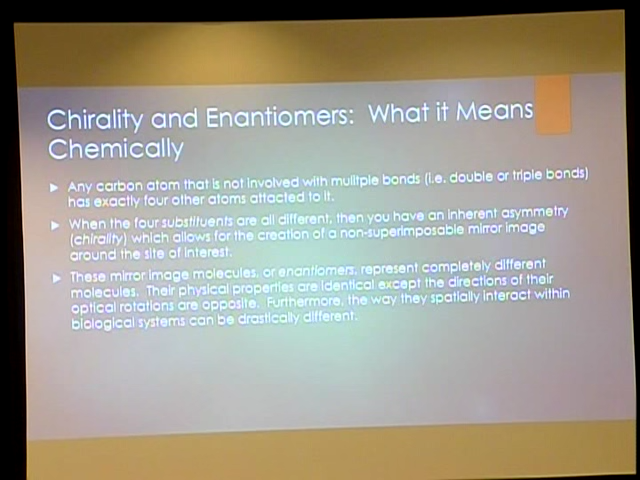 Chirality and Enantiomers: What it Means
Chemically
Any carbon atom that is not involved with mulitple bonds (i.e. double or triple bonds)
has exactly four other atoms attacted to it.
When the four substituents are all different, then you have an inherent asymmetry
(chirality) which allows for the creation of a non-superimposable mirror image
around the site of interest.
These mirror image molecules, or enantiomers, represent completely different
molecules. Their physical properties are identical except the directions of their
optical rotations are opposite. Furthermore, the way they spatially interact within
biological systems can be drastically different.